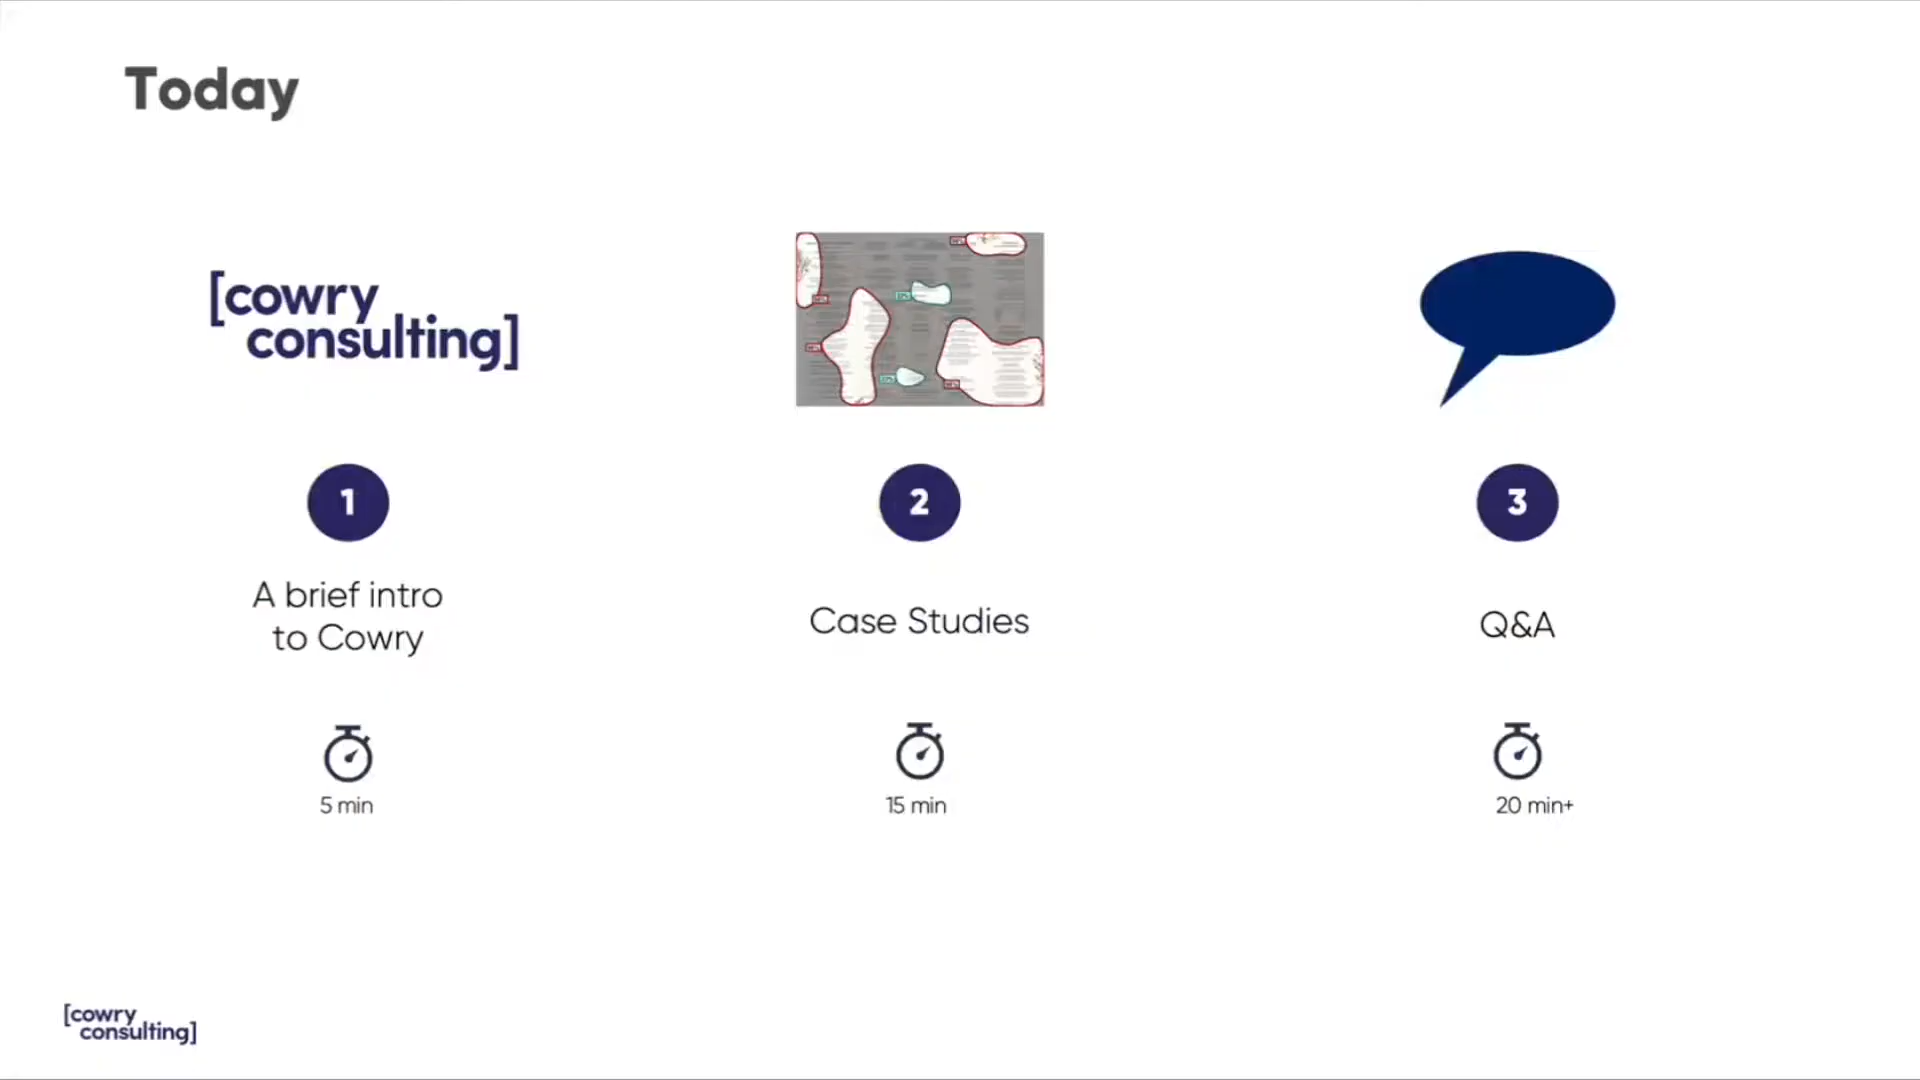 Today
[cowry
consulting]
1
2
3
A brief intro
to Cowry
Case Studies
Q&A
5 min
15 min
20 min+
[cowry
consulting]